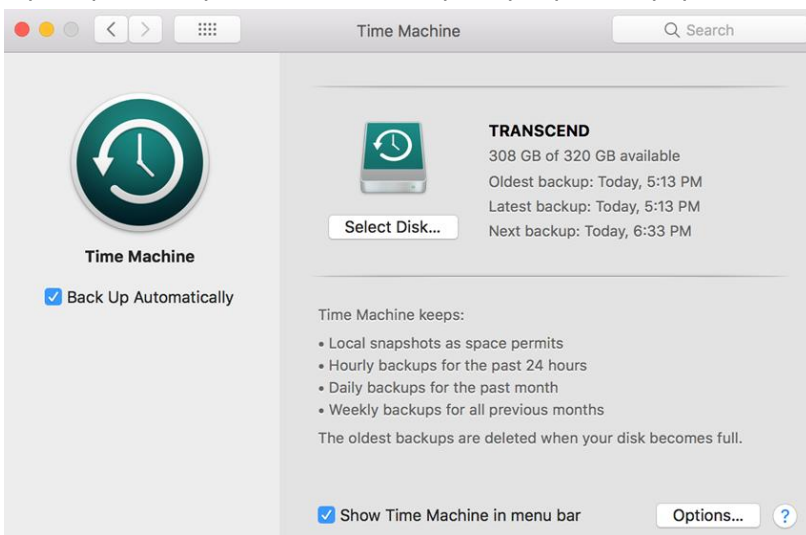 Time Machine
Search
TRANSCEND
308 GB of 320 GB available
Oldest backup: Today, 5:13 PM
Latest backup: Today, 5:13 PM
Next backup: Today, 6:33 PM
Select Disk...
Time Machine
Back Up Automatically
Time Machine keeps:
• Local snapshots as space permits
• Hourly backups for the past 24 hours
• Daily backups for the past month
• Weekly backups for all previous months
The oldest backups are deleted when your disk becomes full.
Show Time Machine in menu bar
Options...
?